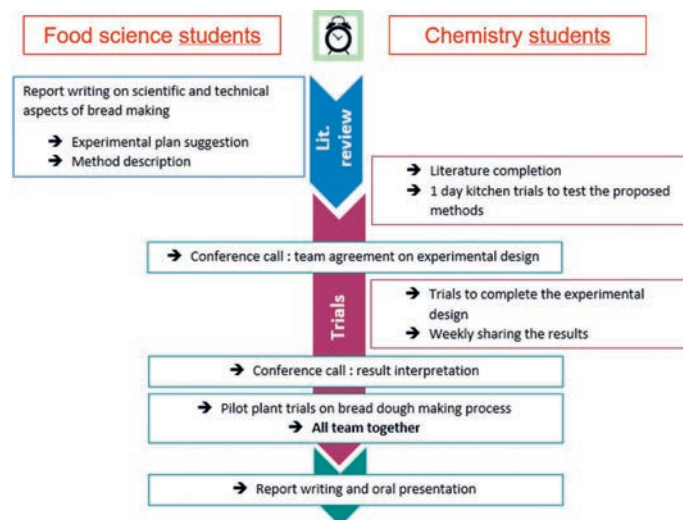 Food science students
Chemistry students
Report writing on scientific and technical
aspects of bread making
➔ Experimental plan suggestion
➔ Method description
Lit.
review
➔ Literature completion
➔ 1 day kitchen trials to test the proposed
methods
➔ Conference call : team agreement on experimental design
Trials
➔ Trials to complete the experimental
design
➔ Weekly sharing the results
➔ Conference call : result interpretation
➔ Pilot plant trials on bread dough making process
➔ All team together
➔ Report writing and oral presentation